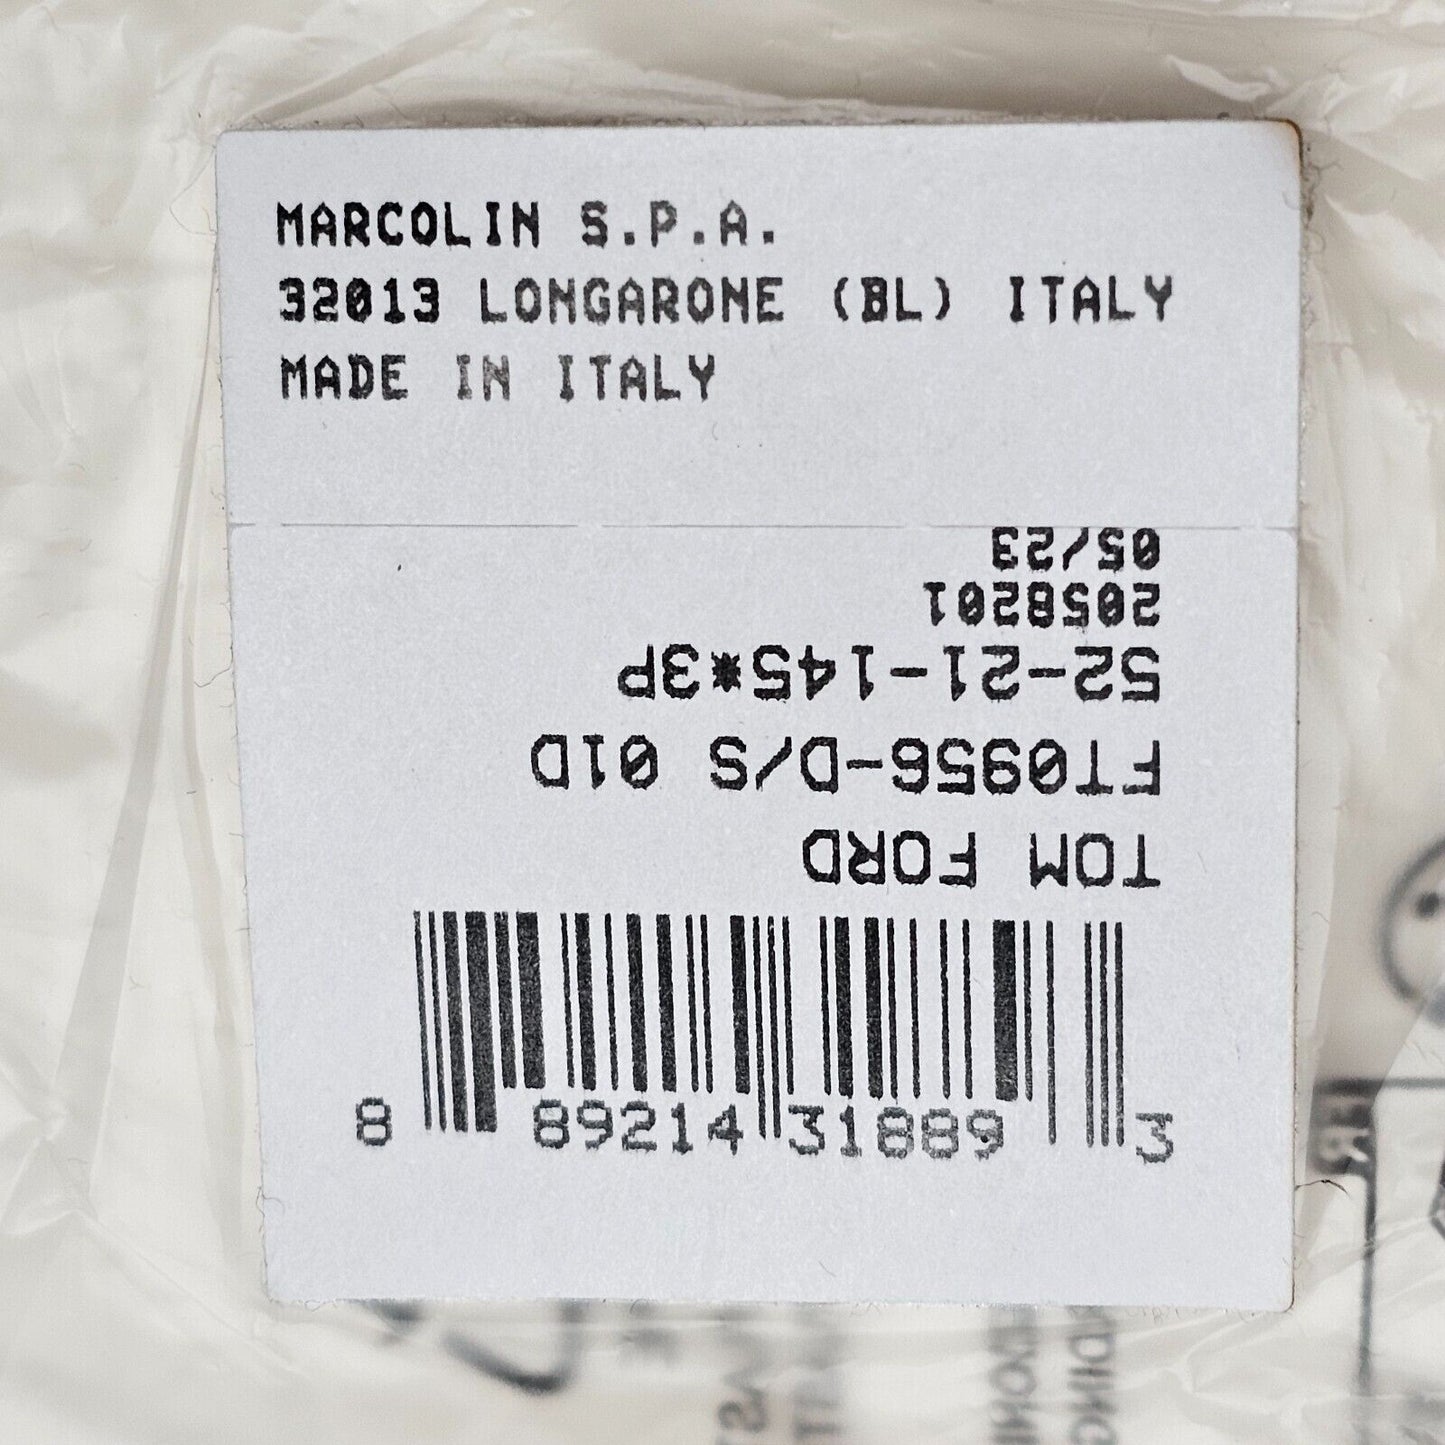 MARCOLIN S.P.A.
32013 LONGARONE (BL) ITALY
MADE IN ITALY
TOM FORD
FT0956-D/S 01D
52-21-145*3P
2058201
05/23
8 89214 31889 3